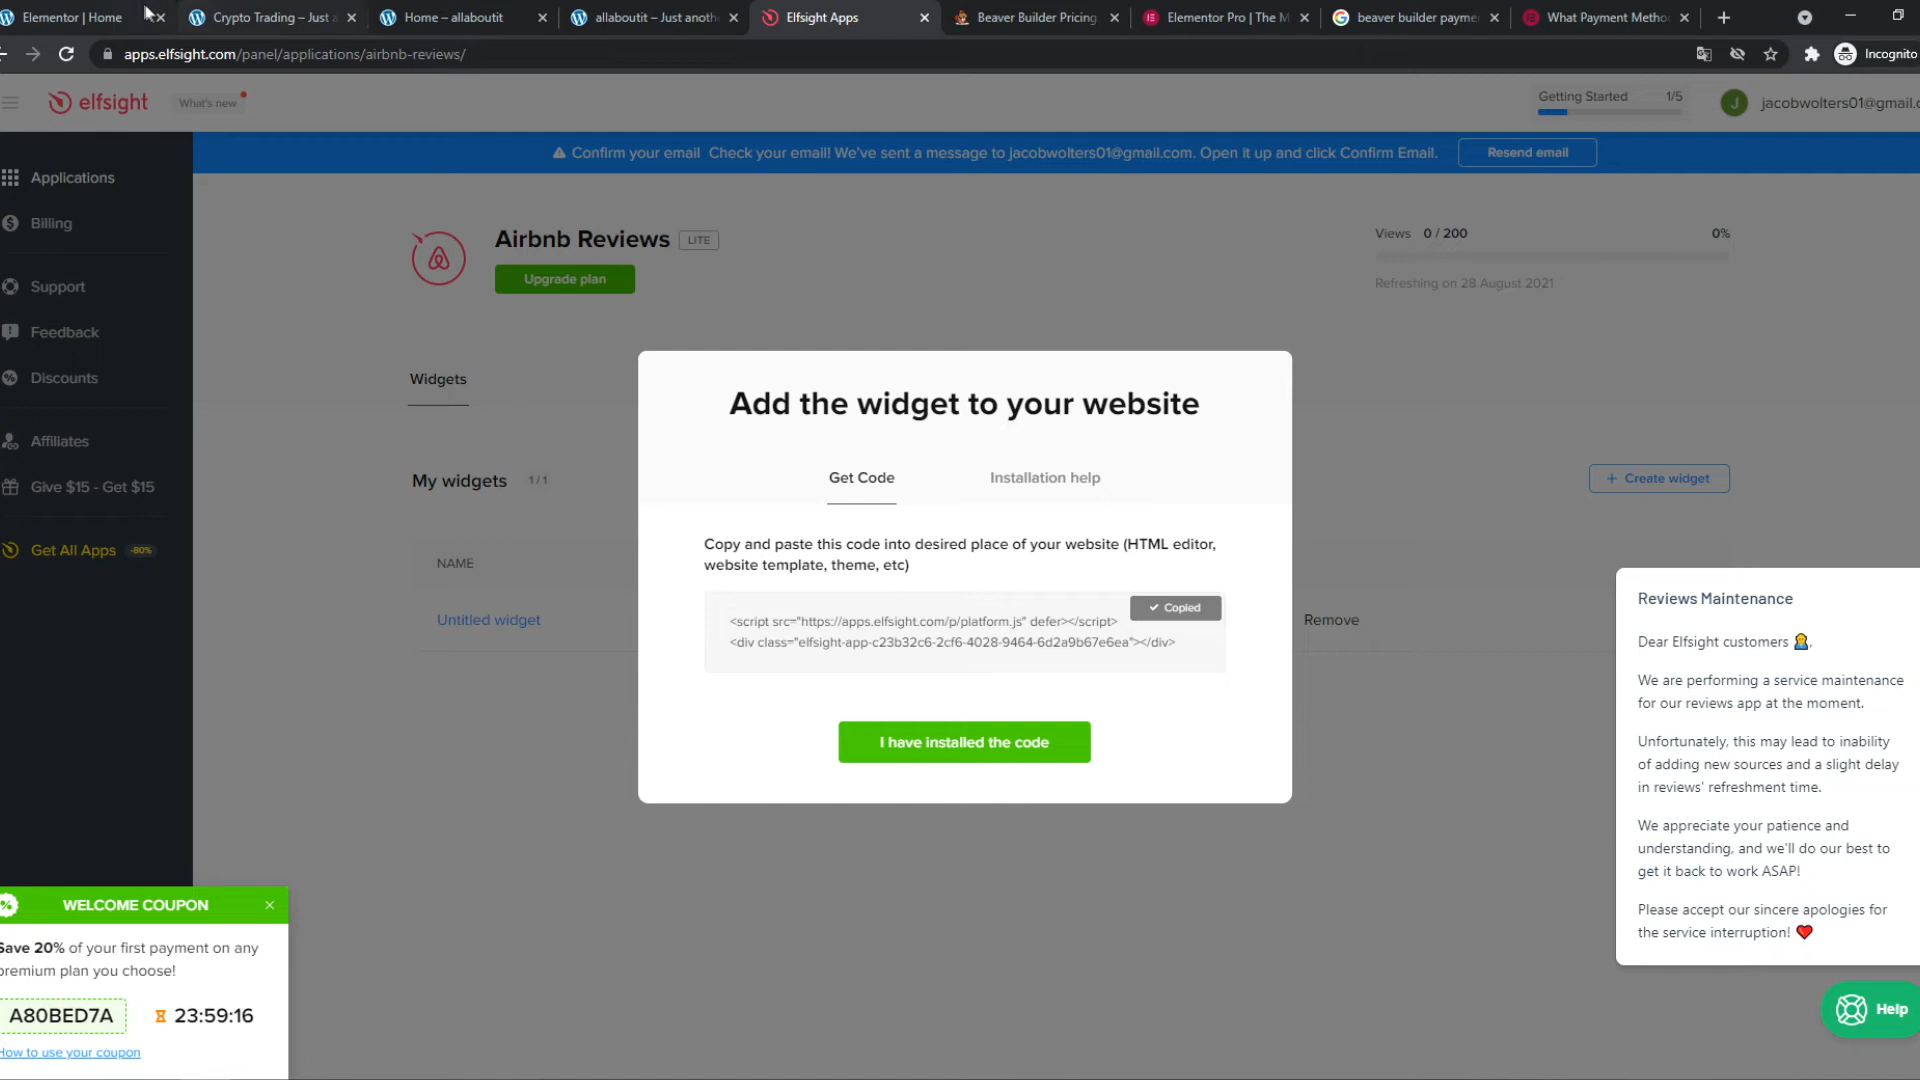 Elementor | Home
Crypto Trading – Just a
Home – allaboutit
allaboutit – Just anoth
Elfsight Apps
Beaver Builder Pricing
Elementor Pro | The M
beaver builder payme
What Payment Metho
apps.elfsight.com/panel/applications/airbnb-reviews/
Incognito
elfsight
What's new
Getting Started 1/5
J
jacobwolters01@gmail.c
Confirm your email Check your email! We've sent a message to jacobwolters01@gmail.com. Open it up and click Confirm Email.
Resend email
Applications
Billing
Support
Feedback
Discounts
Affiliates
Give $15 - Get $15
Get All Apps -80%
Airbnb Reviews LITE
Upgrade plan
Views 0 / 200 0%
Refreshing on 28 August 2021
Widgets
My widgets 1 / 1
+ Create widget
NAME
Untitled widget
Remove
Add the widget to your website
Get Code
Installation help
Copy and paste this code into desired place of your website (HTML editor,
website template, theme, etc)
Copied
<script src="https://apps.elfsight.com/p/platform.js" defer></script>
<div class="elfsight-app-c23b32c6-2cf6-4028-9464-6d2a9b67e6ea"></div>
I have installed the code
Reviews Maintenance
Dear Elfsight customers 🙇,
We are performing a service maintenance
for our reviews app at the moment.
Unfortunately, this may lead to inability
of adding new sources and a slight delay
in reviews' refreshment time.
We appreciate your patience and
understanding, and we'll do our best to
get it back to work ASAP!
Please accept our sincere apologies for
the service interruption! ❤️
Help
WELCOME COUPON
Save 20% of your first payment on any
premium plan you choose!
A80BED7A
23:59:16
How to use your coupon